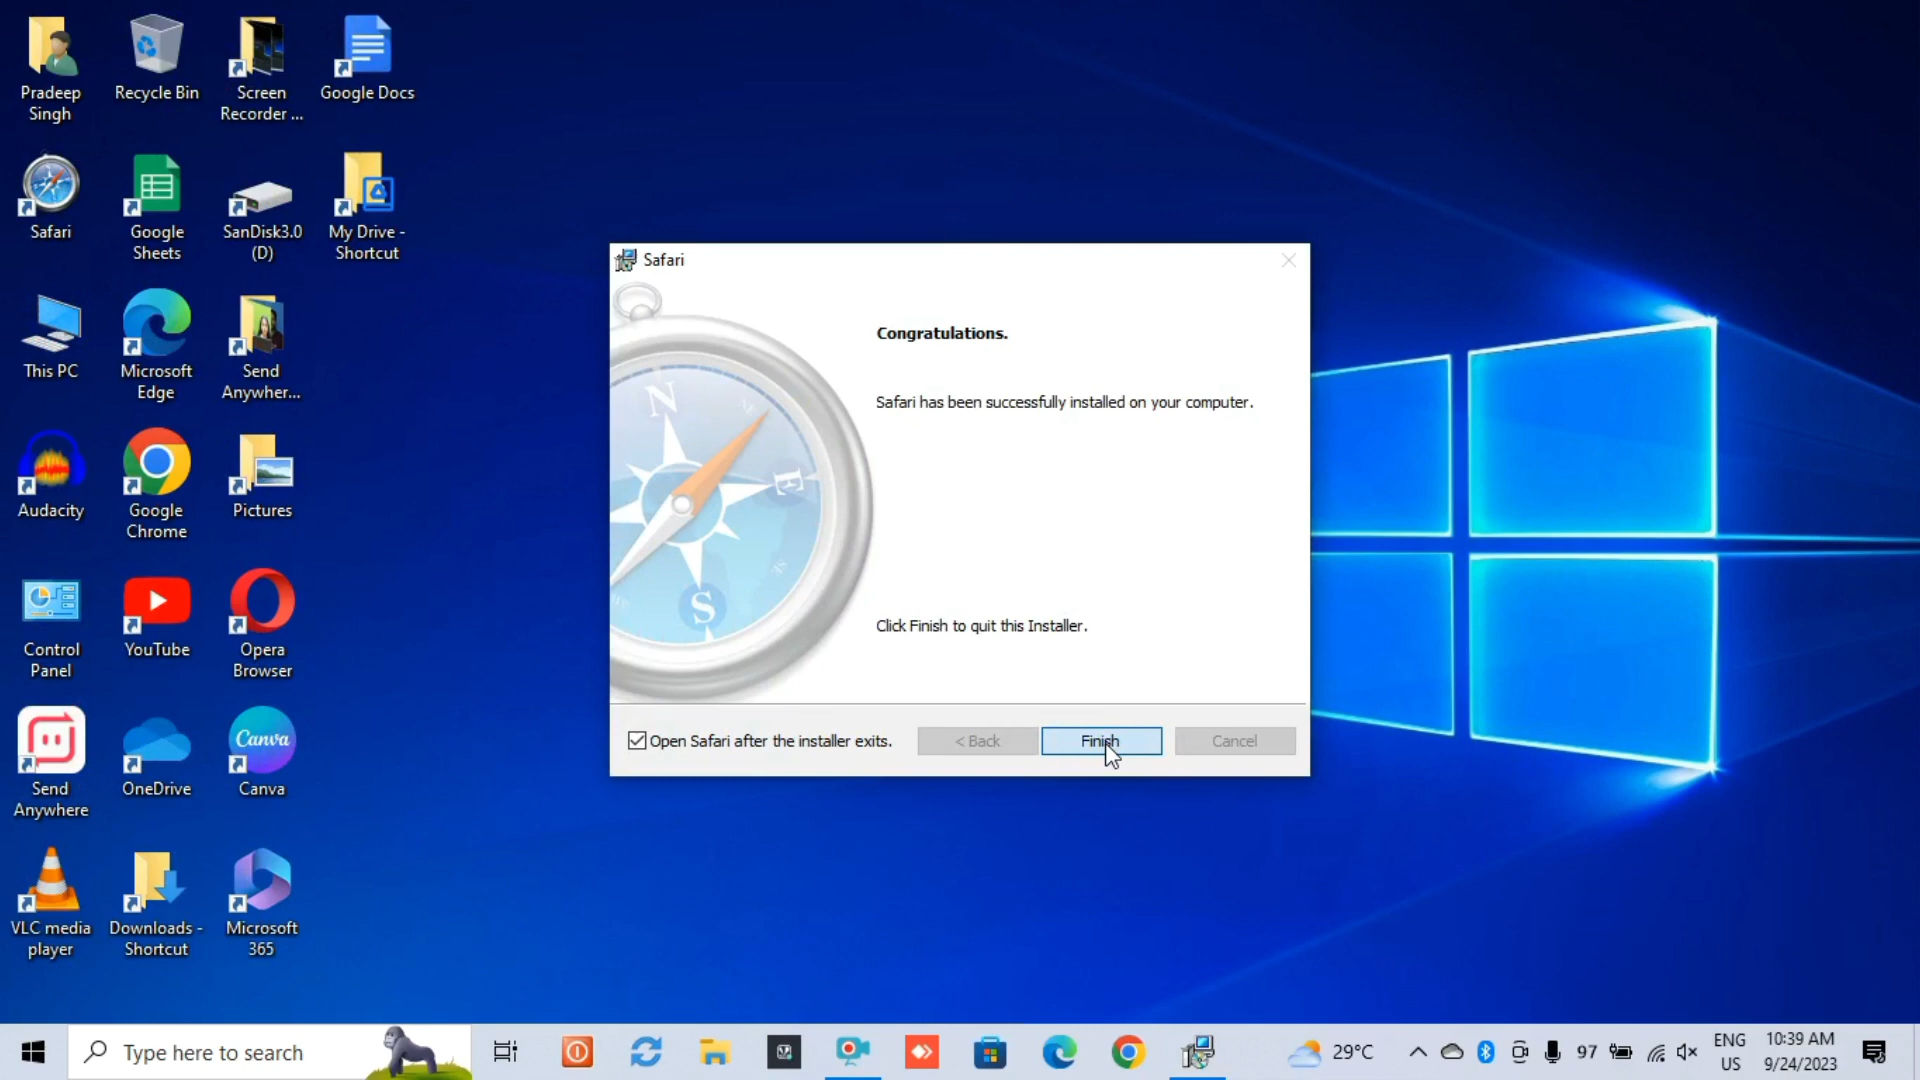 Pradeep
Singh
Recycle Bin
Screen
Recorder ...
Google Docs
Safari
Google
Sheets
SanDisk3.0
(D)
My Drive -
Shortcut
This PC
Microsoft
Edge
Send
Anywher...
Audacity
Google
Chrome
Pictures
Control
Panel
YouTube
Opera
Browser
Send
Anywhere
OneDrive
Canva
Canva
VLC media
player
Downloads -
Shortcut
Microsoft
365
Safari
Congratulations.
Safari has been successfully installed on your computer.
Click Finish to quit this Installer.
N
E
S
Open Safari after the installer exits.
< Back
Finish
Cancel
Type here to search
29°C
97
ENG
US
10:39 AM
9/24/2023